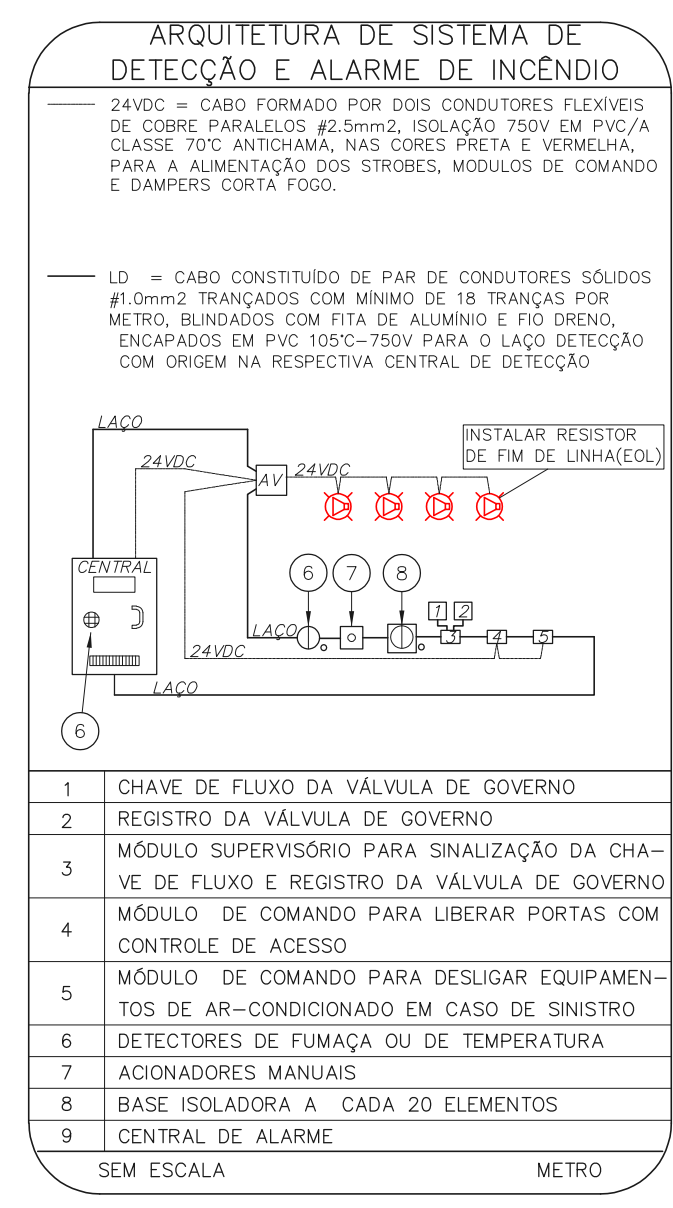 ARQUITETURA DE SISTEMA DE
DETECÇÃO E ALARME DE INCÊNDIO
24VDC = CABO FORMADO POR DOIS CONDUTORES FLEXÍVEIS
DE COBRE PARALELOS #2.5mm2, ISOLAÇÃO 750V EM PVC/A
CLASSE 70°C ANTICHAMA, NAS CORES PRETA E VERMELHA,
PARA A ALIMENTAÇÃO DOS STROBES, MODULOS DE COMANDO
E DAMPERS CORTA FOGO.
LD = CABO CONSTITUÍDO DE PAR DE CONDUTORES SÓLIDOS
#1.0mm2 TRANÇADOS COM MÍNIMO DE 18 TRANÇAS POR
METRO, BLINDADOS COM FITA DE ALUMÍNIO E FIO DRENO,
ENCAPADOS EM PVC 105°C-750V PARA O LAÇO DETECÇÃO
COM ORIGEM NA RESPECTIVA CENTRAL DE DETECÇÃO
LAÇO
INSTALAR RESISTOR
DE FIM DE LINHA(EOL)
24VDC
AV
24VDC
CENTRAL
6
7
8
1
2
LAÇO
3
4
5
24VDC
LAÇO
6
1 CHAVE DE FLUXO DA VÁLVULA DE GOVERNO
2 REGISTRO DA VÁLVULA DE GOVERNO
3 MÓDULO SUPERVISÓRIO PARA SINALIZAÇÃO DA CHA-
VE DE FLUXO E REGISTRO DA VÁLVULA DE GOVERNO
4 MÓDULO DE COMANDO PARA LIBERAR PORTAS COM
CONTROLE DE ACESSO
5 MÓDULO DE COMANDO PARA DESLIGAR EQUIPAMEN-
TOS DE AR-CONDICIONADO EM CASO DE SINISTRO
6 DETECTORES DE FUMAÇA OU DE TEMPERATURA
7 ACIONADORES MANUAIS
8 BASE ISOLADORA A CADA 20 ELEMENTOS
9 CENTRAL DE ALARME
SEM ESCALA METRO